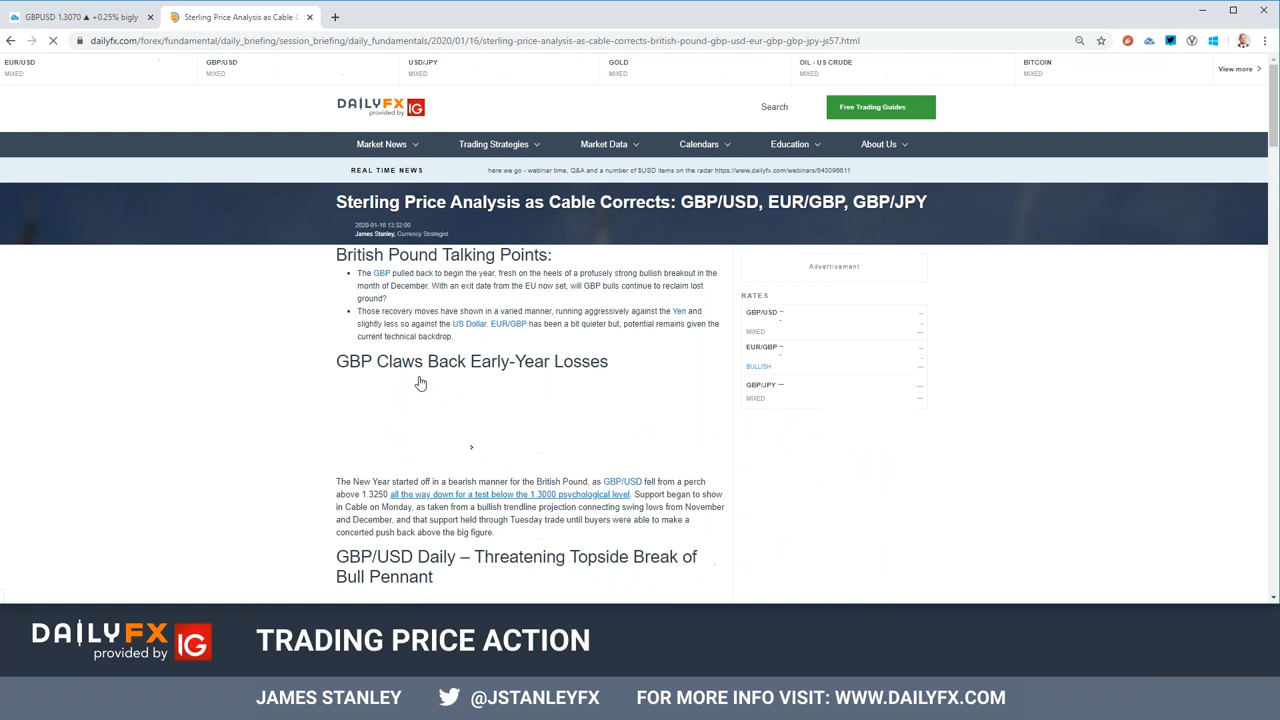 GBPUSD 1.3070 ▲ +0.25% bigly
Sterling Price Analysis as Cable C
dailyfx.com/forex/fundamental/daily_briefing/session_briefing/daily_fundamentals/2020/01/16/sterling-price-analysis-as-cable-corrects-british-pound-gbp-usd-eur-gbp-gbp-jpy-js57.html
EUR/USD GBP/USD USD/JPY GOLD OIL - US CRUDE BITCOIN
MIXED MIXED MIXED MIXED MIXED MIXED
View more
DAILYFX
provided by IG
Search
Free Trading Guides
Market News Trading Strategies Market Data Calendars Education About Us
REAL TIME NEWS here we go - webinar time, Q&A and a number of $USD items on the radar https://www.dailyfx.com/webinars/643096611
Sterling Price Analysis as Cable Corrects: GBP/USD, EUR/GBP, GBP/JPY
2020-01-16 13:32:00
James Stanley, Currency Strategist
British Pound Talking Points:
• The GBP pulled back to begin the year, fresh on the heels of a profusely strong bullish breakout in the
month of December. With an exit date from the EU now set, will GBP bulls continue to reclaim lost
ground?
• Those recovery moves have shown in a varied manner, running aggressively against the Yen and
slightly less so against the US Dollar. EUR/GBP has been a bit quieter but, potential remains given the
current technical backdrop.
GBP Claws Back Early-Year Losses
The New Year started off in a bearish manner for the British Pound, as GBP/USD fell from a perch
above 1.3250 all the way down for a test below the 1.3000 psychological level. Support began to show
in Cable on Monday, as taken from a bullish trendline projection connecting swing lows from November
and December, and that support held through Tuesday trade until buyers were able to make a
concerted push back above the big figure.
GBP/USD Daily – Threatening Topside Break of
Bull Pennant
Advertisement
RATES
GBP/USD --
-
MIXED
EUR/GBP --
-
BULLISH
GBP/JPY —
MIXED
DAILYFX
provided by IG
TRADING PRICE ACTION
JAMES STANLEY @JSTANLEYFX FOR MORE INFO VISIT: WWW.DAILYFX.COM